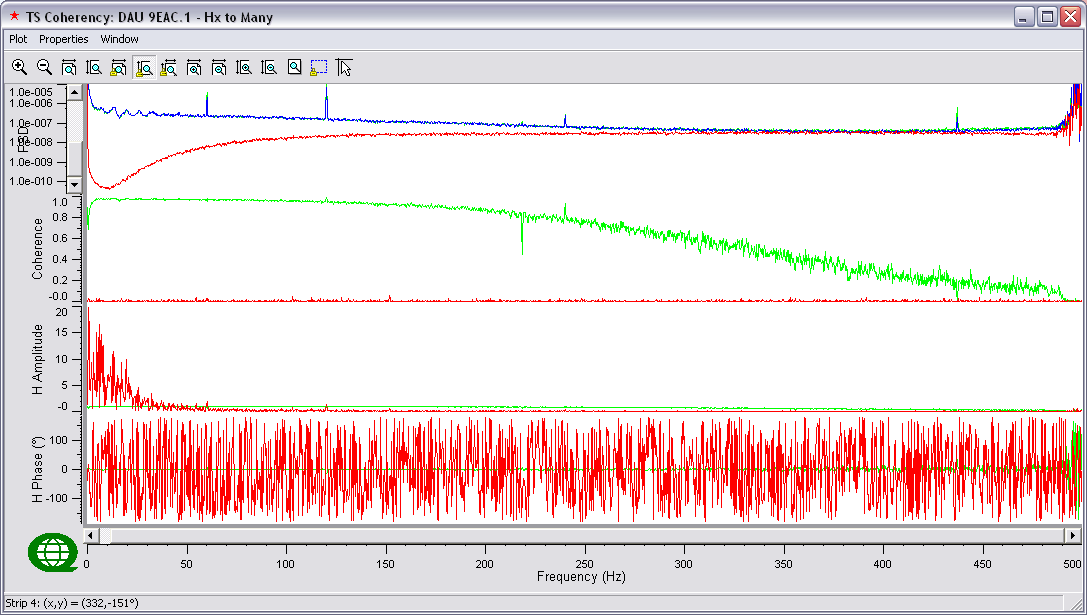 TS Coherency: DAU 9EAC.1 - Hx to Many
Plot Properties Window
1.0e-005
1.0e-006
1.0e-007
1.0e-008
1.0e-009
1.0e-010
PSD
1.0
0.8
0.6
0.4
0.2
-0.0
Coherence
20
15
10
5
-0
H Amplitude
100
0
-100
H Phase (°)
0 50 100 150 200 250 300 350 400 450 500
Frequency (Hz)
Strip 4: (x,y) = (332,-151°)